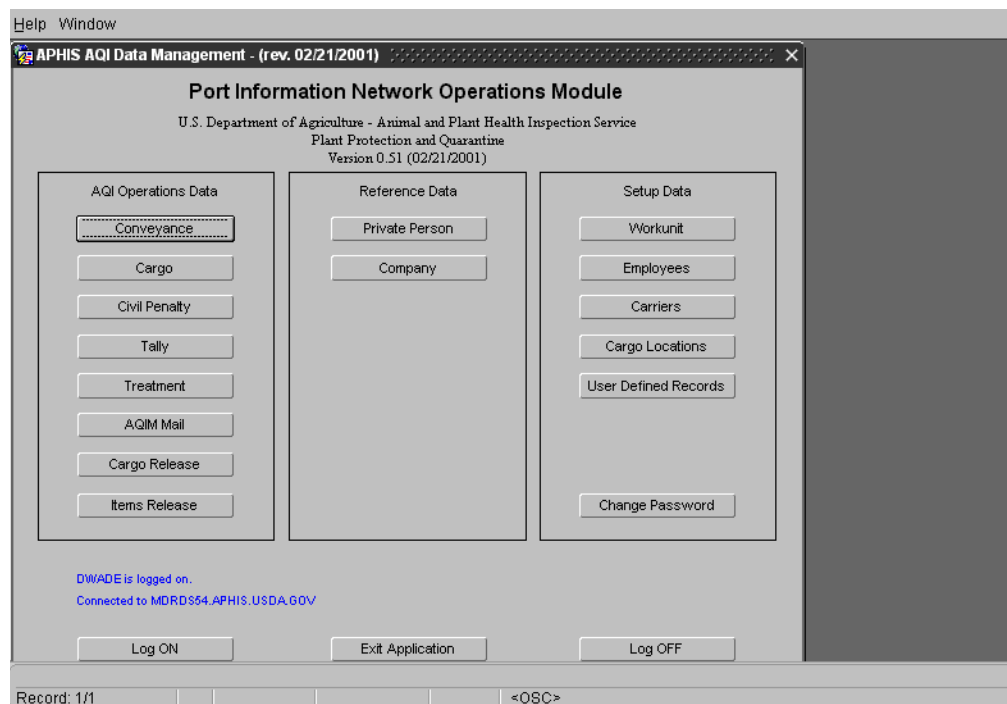 Help Window
APHIS AQI Data Management - (rev. 02/21/2001)
Port Information Network Operations Module
U.S. Department of Agriculture - Animal and Plant Health Inspection Service
Plant Protection and Quarantine
Version 0.51 (02/21/2001)
AQI Operations Data
Conveyance
Cargo
Civil Penalty
Tally
Treatment
AQIM Mail
Cargo Release
Items Release
Reference Data
Private Person
Company
Setup Data
Workunit
Employees
Carriers
Cargo Locations
User Defined Records
Change Password
DWADE is logged on.
Connected to MDRDS54.APHIS.USDA.GOV
Log ON
Exit Application
Log OFF
Record: 1/1
<OSC>